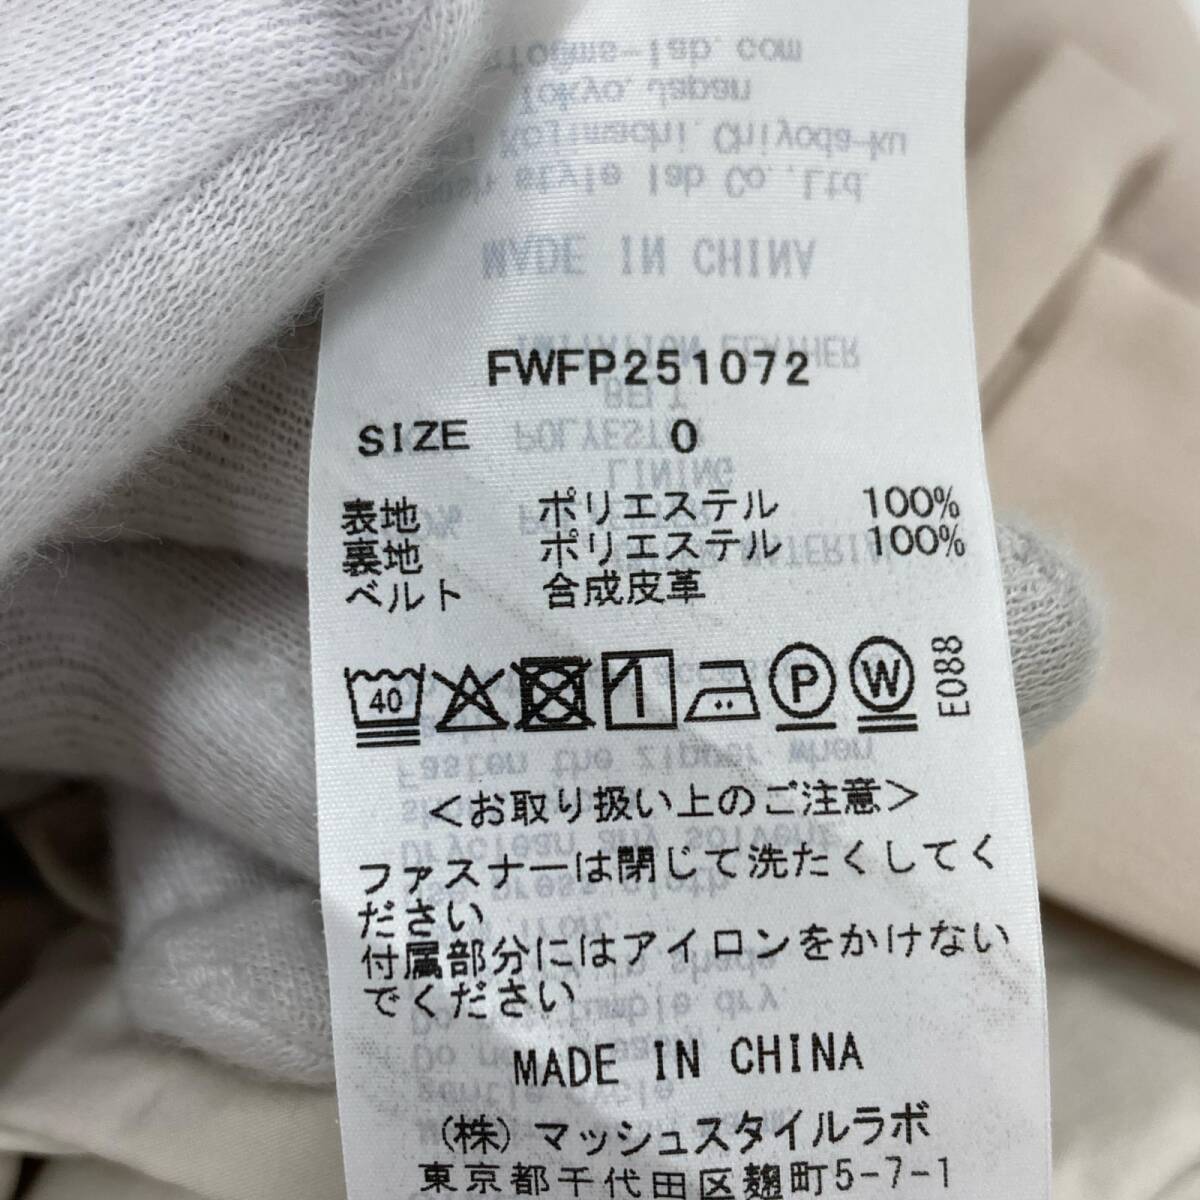 FWFP251072
SIZE 0
表地 ポリエステル 100%
裏地 ポリエステル 100%
ベルト 合成皮革
40 P W E088
<お取り扱い上のご注意>
ファスナーは閉じて洗たくしてく
ださい
付属部分にはアイロンをかけない
でください
MADE IN CHINA
(株)マッシュスタイルラボ
東京都千代田区麹町5-7-1